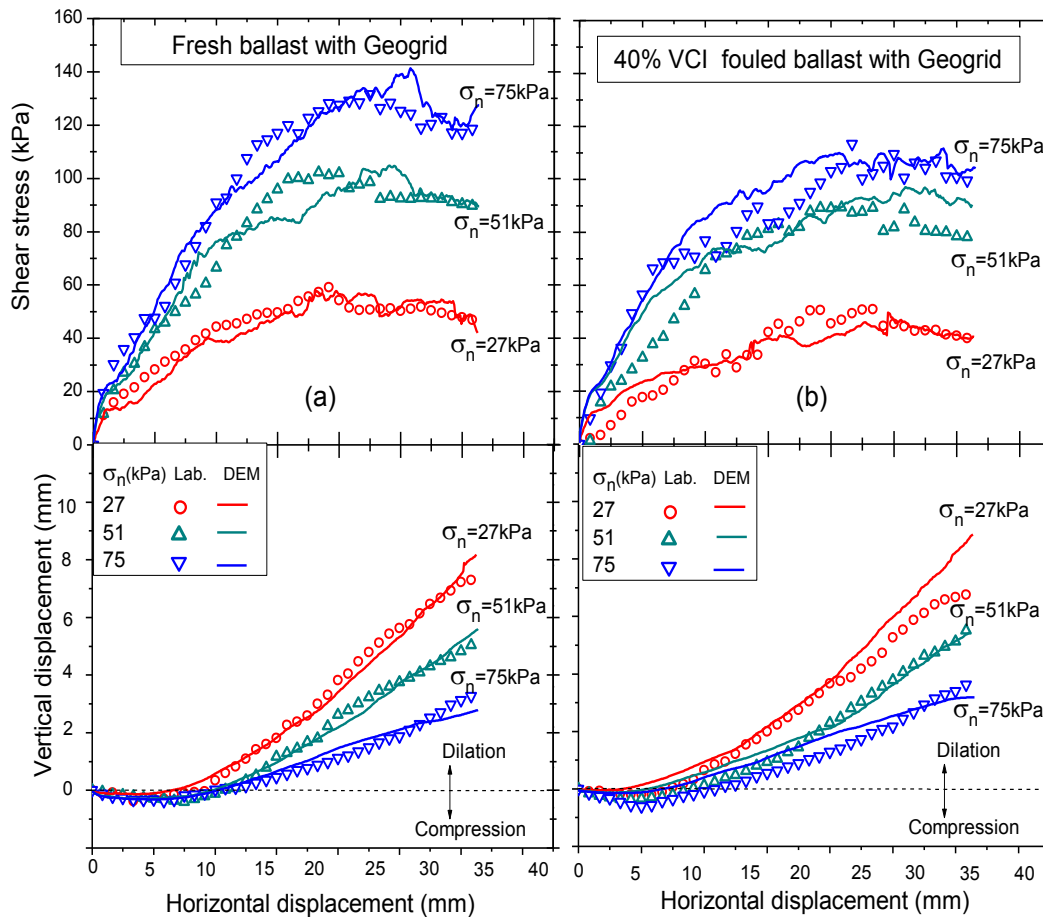 160
140
120
100
80
60
40
20
0
Shear stress (kPa)
Fresh ballast with Geogrid
σn=75kPa
σn=51kPa
σn=27kPa
(a)
40% VCI fouled ballast with Geogrid
σn=75kPa
σn=51kPa
σn=27kPa
(b)
10
8
6
4
2
0
Vertical displacement (mm)
σn(kPa) Lab. DEM
27
51
75
σn=27kPa
σn=51kPa
σn=75kPa
Dilation
Compression
0 5 10 15 20 25 30 35 40
Horizontal displacement (mm)
σn(kPa) Lab. DEM
27
51
75
σn=27kPa
σn=51kPa
σn=75kPa
Dilation
Compression
0 5 10 15 20 25 30 35 40
Horizontal displacement (mm)